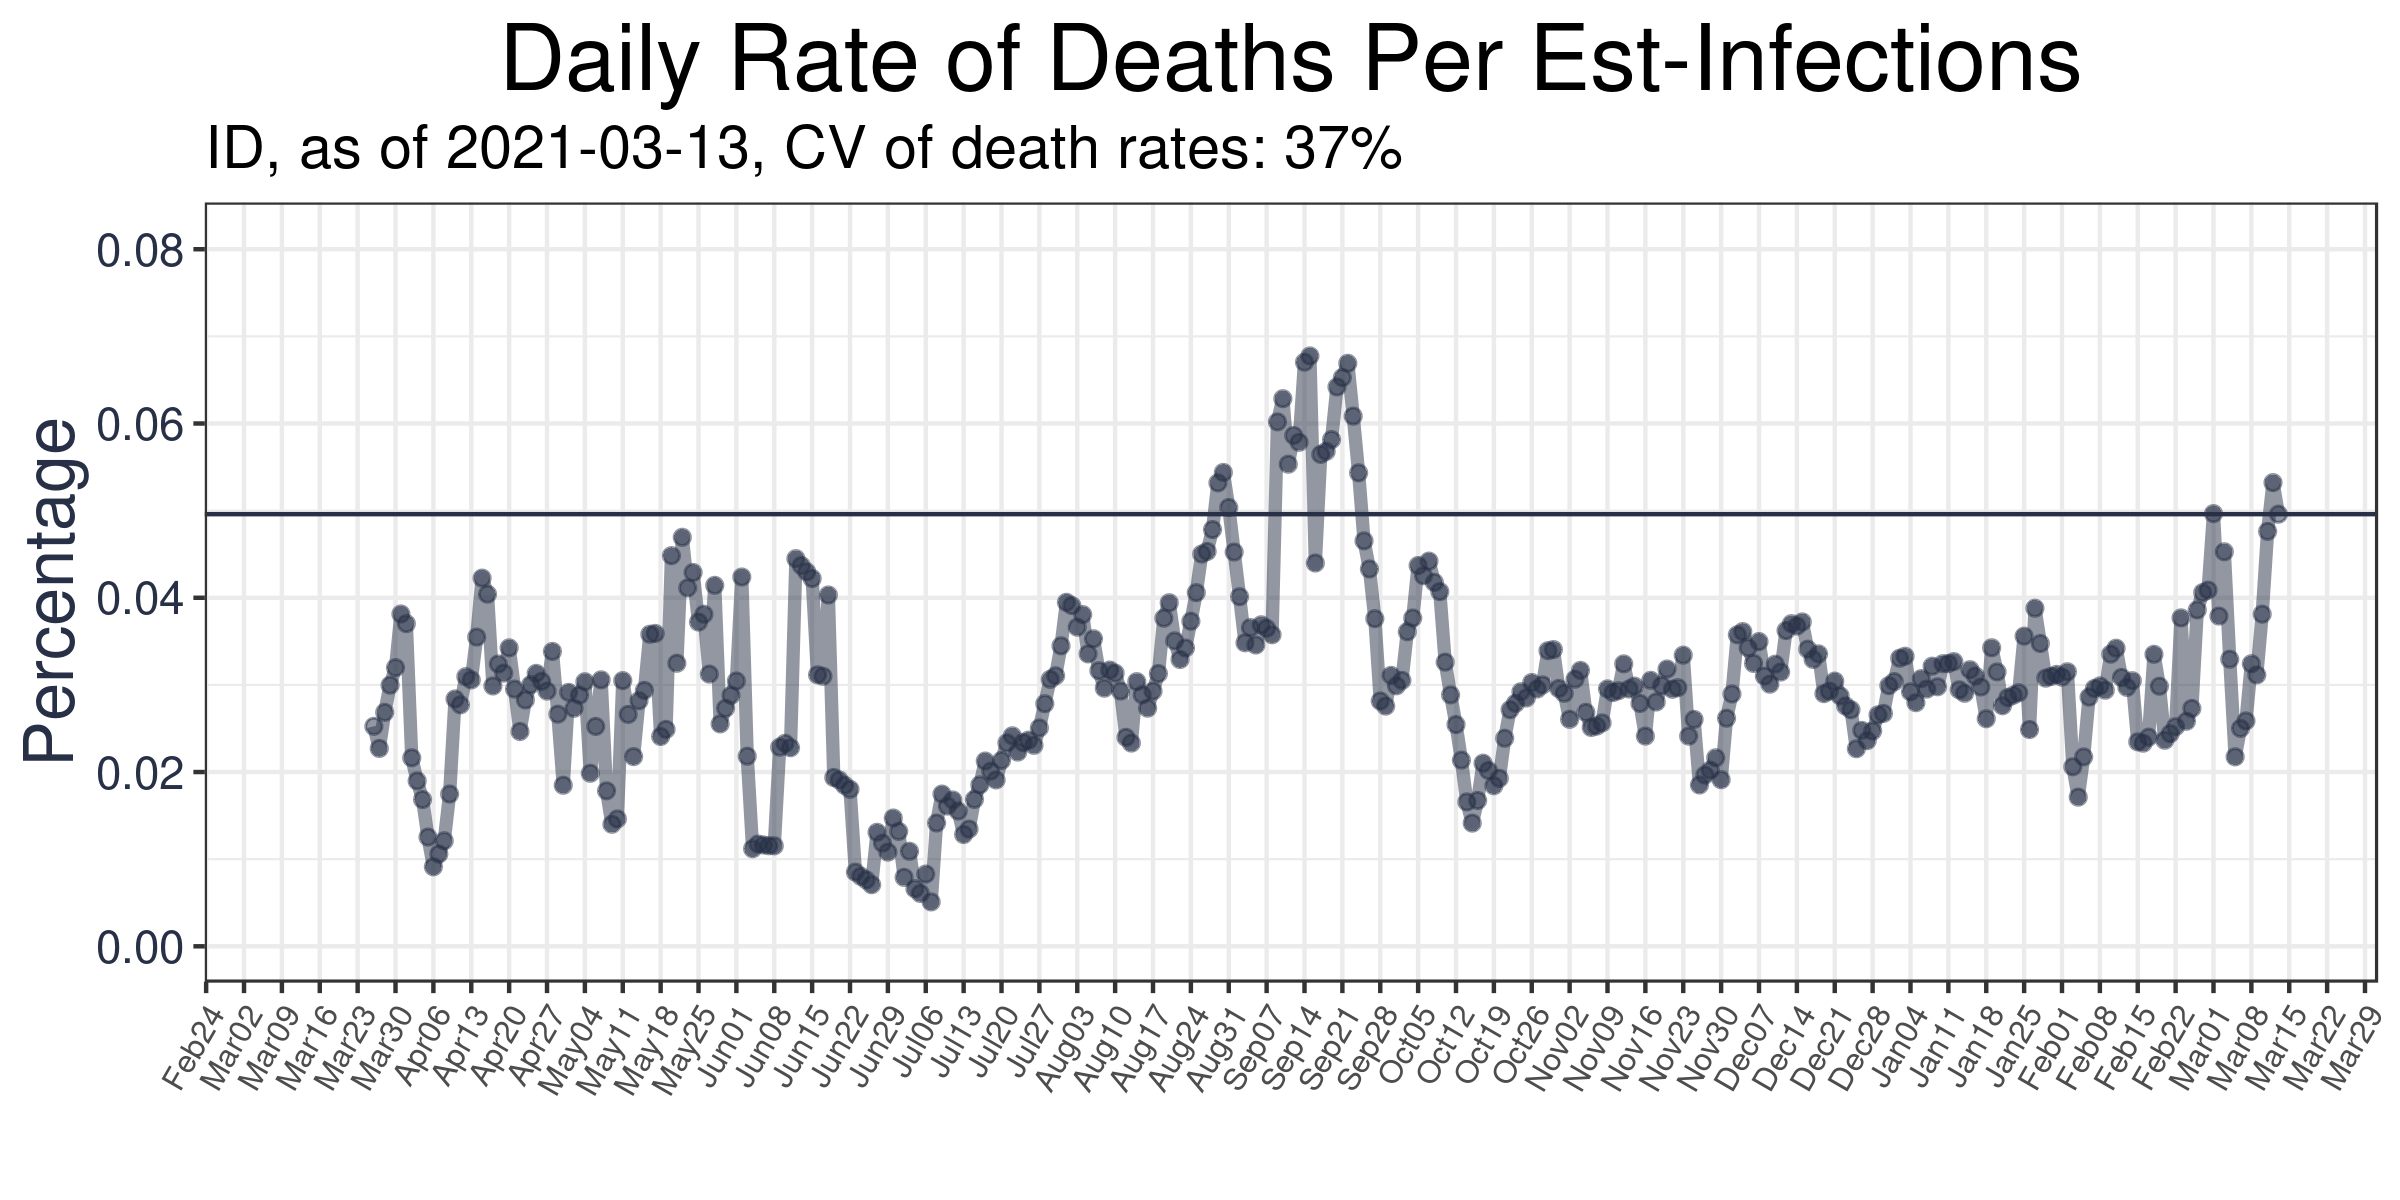 Daily Rate of Deaths Per Est-Infections
ID, as of 2021-03-13, CV of death rates: 37%
Percentage
0.08
0.06
0.04
0.02
0.00
Feb24 Mar02 Mar09 Mar16 Mar23 Mar30 Apr06 Apr13 Apr20 Apr27 May04 May11 May18 May25 Jun01 Jun08 Jun15 Jun22 Jun29 Jul06 Jul13 Jul20 Jul27 Aug03 Aug10 Aug17 Aug24 Aug31 Sep07 Sep14 Sep21 Sep28 Oct05 Oct12 Oct19 Oct26 Nov02 Nov09 Nov16 Nov23 Nov30 Dec07 Dec14 Dec21 Dec28 Jan04 Jan11 Jan18 Jan25 Feb01 Feb08 Feb15 Feb22 Mar01 Mar08 Mar15 Mar22 Mar29